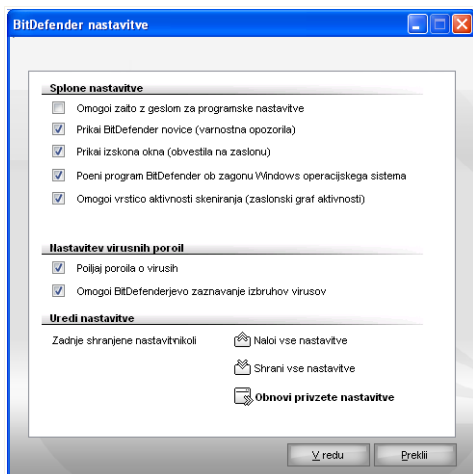 BitDefender nastavitve
Splone nastavitve
Omogoi zaito z geslom za programske nastavitve
Prikai BitDefender novice (varnostna opozorila)
Prikai izskona okna (obvestila na zaslonu)
Poeni program BitDefender ob zagonu Windows operacijskega sistema
Omogoi vrstico aktivnosti skeniranja (zaslonski graf aktivnosti)
Nastavitev virusnih poroil
Poiljaj poroila o virusih
Omogoi BitDefenderjevo zaznavanje izbruhov virusov
Uredi nastavitve
Zadnje shranjene nastavitnikoli
Naloi vse nastavitve
Shrani vse nastavitve
Obnovi privzete nastavitve
V redu
Preklii